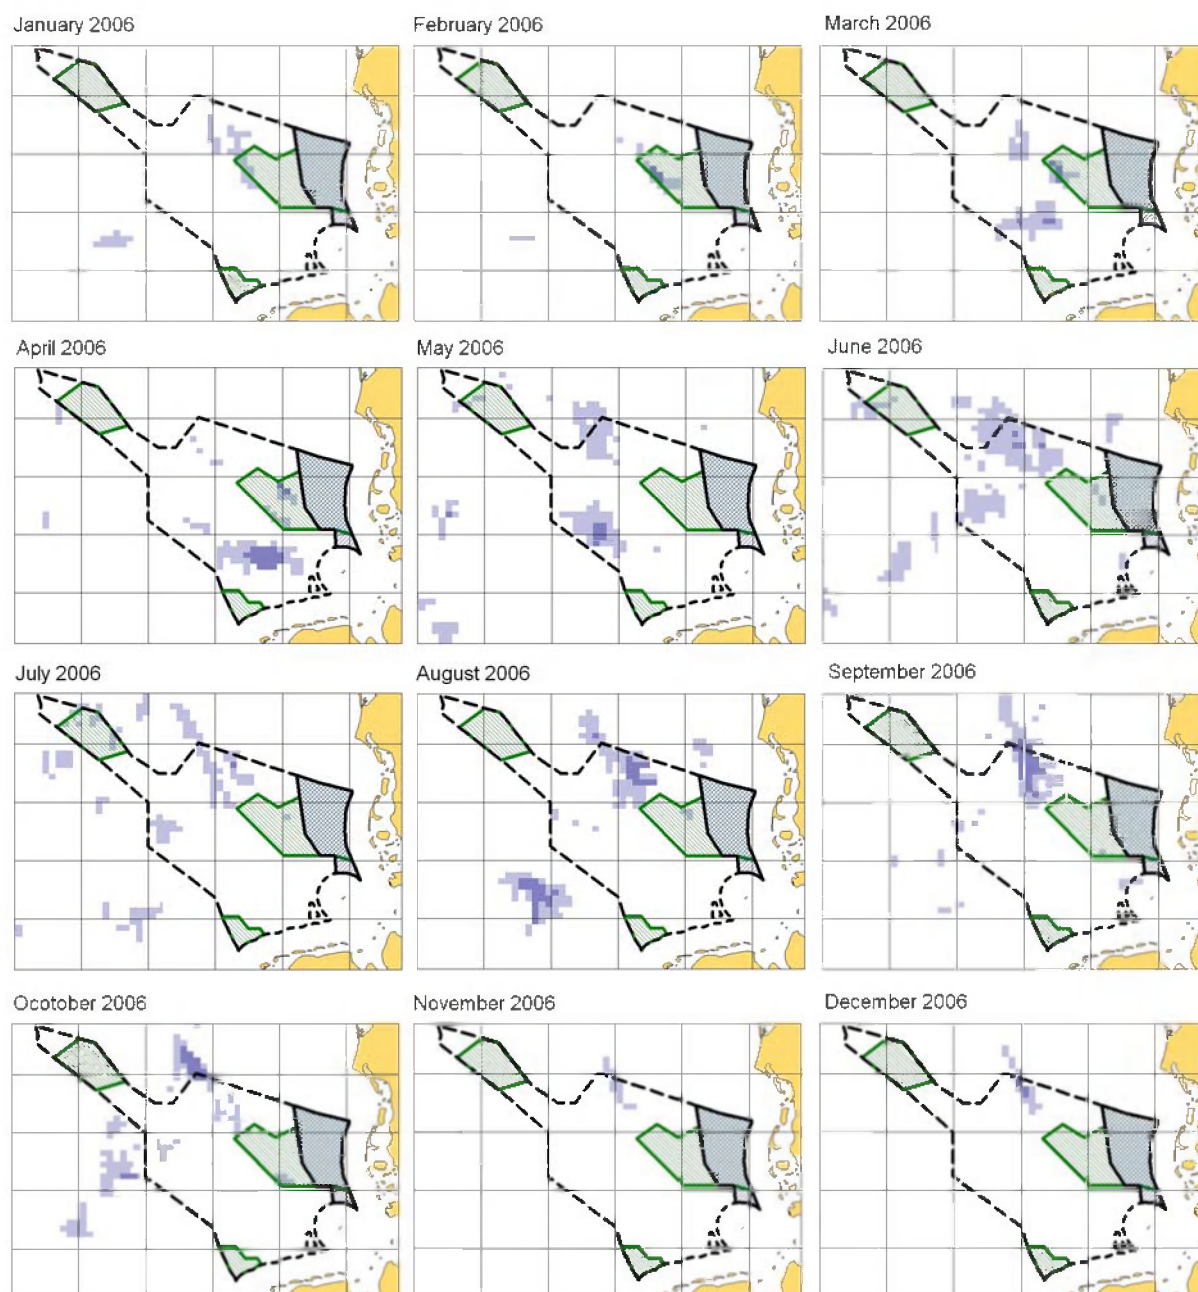 January 2006
February 2006
March 2006
April 2006
May 2006
June 2006
July 2006
August 2006
September 2006
Ocotober 2006
November 2006
December 2006